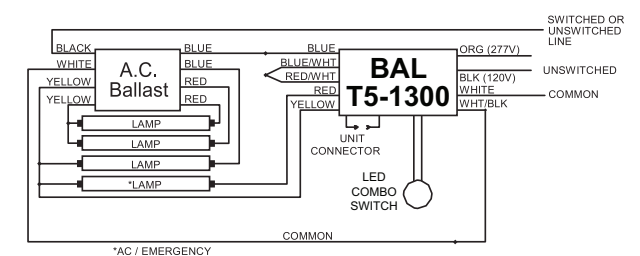 SWITCHED OR
UNSWITCHED
LINE
BLACK
BLUE
BLUE
ORG (277V)
WHITE
BLUE
BLUE/WHT
BAL
UNSWITCHED
A.C.
YELLOW
RED
RED/WHT
BLK (120V)
Ballast
RED
T5-1300
WHITE
COMMON
YELLOW
RED
YELLOW
WHT/BLK
LAMP
LAMP
UNIT
CONNECTOR
LAMP
*LAMP
LED
COMBO
SWITCH
COMMON
*AC / EMERGENCY